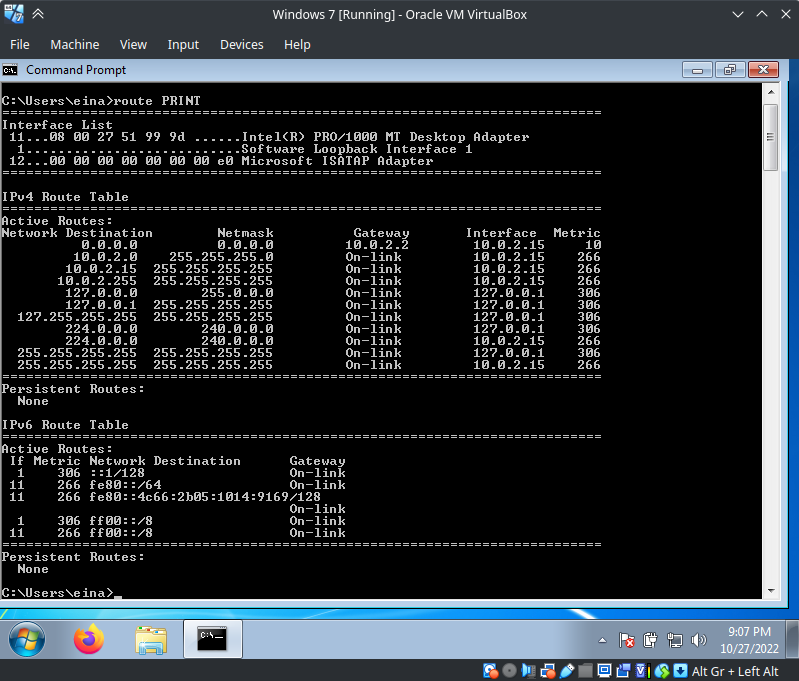 Windows 7 [Running] - Oracle VM VirtualBox
File Machine View Input Devices Help
Command Prompt
C:\Users\eina>route PRINT
===========================================================================
Interface List
 11...08 00 27 51 99 9d ......Intel(R) PRO/1000 MT Desktop Adapter
  1...........................Software Loopback Interface 1
 12...00 00 00 00 00 00 00 e0 Microsoft ISATAP Adapter
===========================================================================
IPv4 Route Table
===========================================================================
Active Routes:
Network Destination        Netmask          Gateway       Interface  Metric
          0.0.0.0          0.0.0.0         10.0.2.2        10.0.2.15     10
         10.0.2.0    255.255.255.0         On-link         10.0.2.15    266
        10.0.2.15  255.255.255.255         On-link         10.0.2.15    266
       10.0.2.255  255.255.255.255         On-link         10.0.2.15    266
        127.0.0.0        255.0.0.0         On-link         127.0.0.1    306
        127.0.0.1  255.255.255.255         On-link         127.0.0.1    306
  127.255.255.255  255.255.255.255         On-link         127.0.0.1    306
        224.0.0.0        240.0.0.0         On-link         127.0.0.1    306
        224.0.0.0        240.0.0.0         On-link         10.0.2.15    266
  255.255.255.255  255.255.255.255         On-link         127.0.0.1    306
  255.255.255.255  255.255.255.255         On-link         10.0.2.15    266
===========================================================================
Persistent Routes:
  None
IPv6 Route Table
===========================================================================
Active Routes:
 If Metric Network Destination      Gateway
  1    306 ::1/128                  On-link
 11    266 fe80::/64                On-link
 11    266 fe80::4c66:2b05:1014:9169/128
                                    On-link
  1    306 ff00::/8                 On-link
 11    266 ff00::/8                 On-link
===========================================================================
Persistent Routes:
  None
C:\Users\eina>_
9:07 PM
10/27/2022
Alt Gr + Left Alt